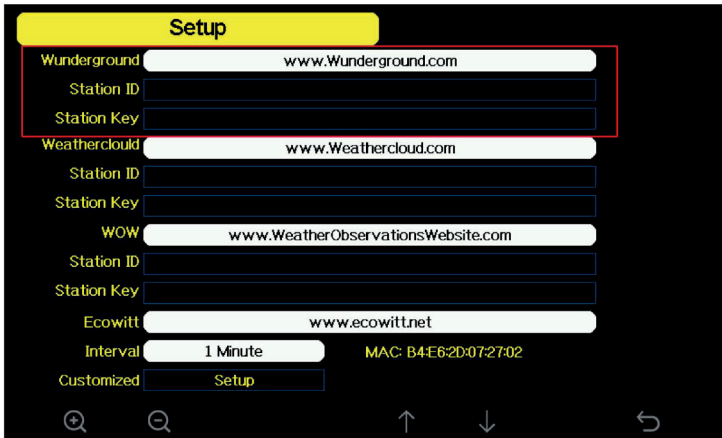 Setup
Wunderground www.Wunderground.com
Station ID
Station Key
Weatherclould www.Weathercloud.com
Station ID
Station Key
WOW www.WeatherObservationsWebsite.com
Station ID
Station Key
Ecowitt www.ecowitt.net
Interval 1 Minute MAC: B4:E6:2D:07:27:02
Customized Setup